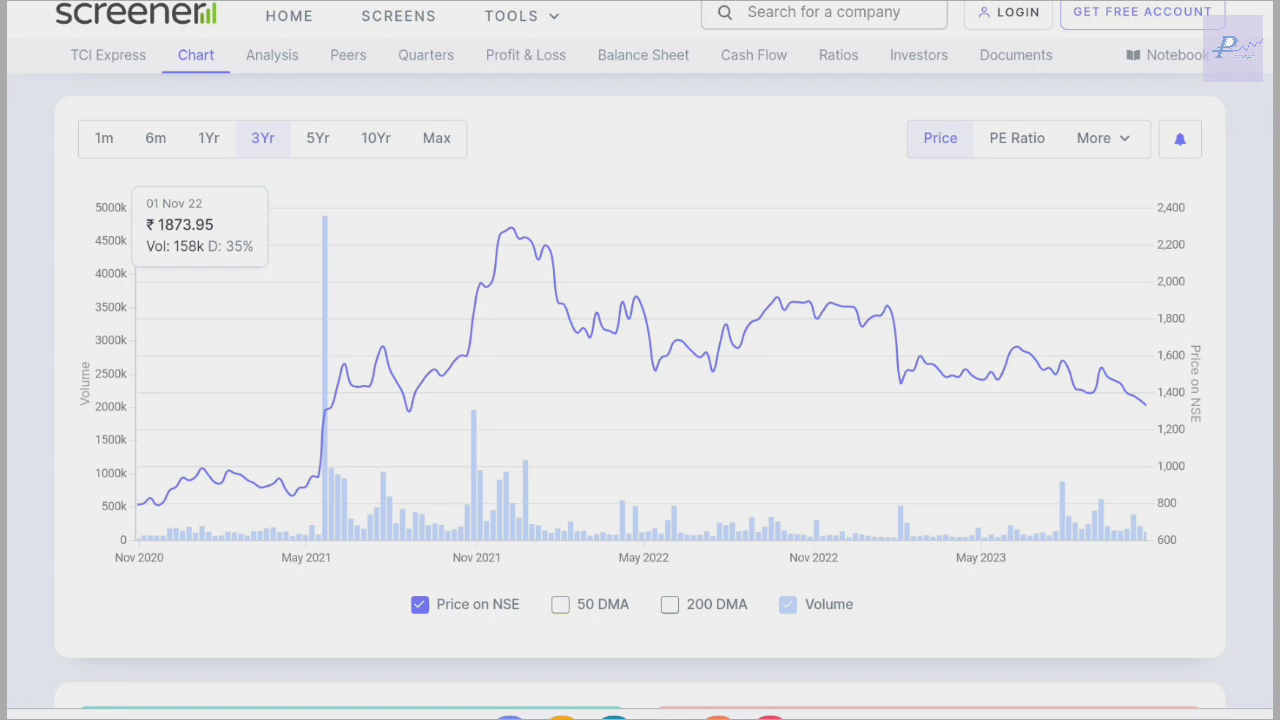 screener
HOME SCREENS TOOLS
Search for a company
LOGIN
GET FREE ACCOUNT
TCI Express Chart Analysis Peers Quarters Profit & Loss Balance Sheet Cash Flow Ratios Investors Documents Notebook
1m 6m 1Yr 3Yr 5Yr 10Yr Max
Price PE Ratio More
01 Nov 22
₹ 1873.95
Vol: 158k D: 35%
5000k
4500k
4000k
3500k
3000k
2500k
2000k
1500k
1000k
500k
0
Volume
2,400
2,200
2,000
1,800
1,600
1,400
1,200
1,000
800
600
Price on NSE
Nov 2020 May 2021 Nov 2021 May 2022 Nov 2022 May 2023
Price on NSE 50 DMA 200 DMA Volume